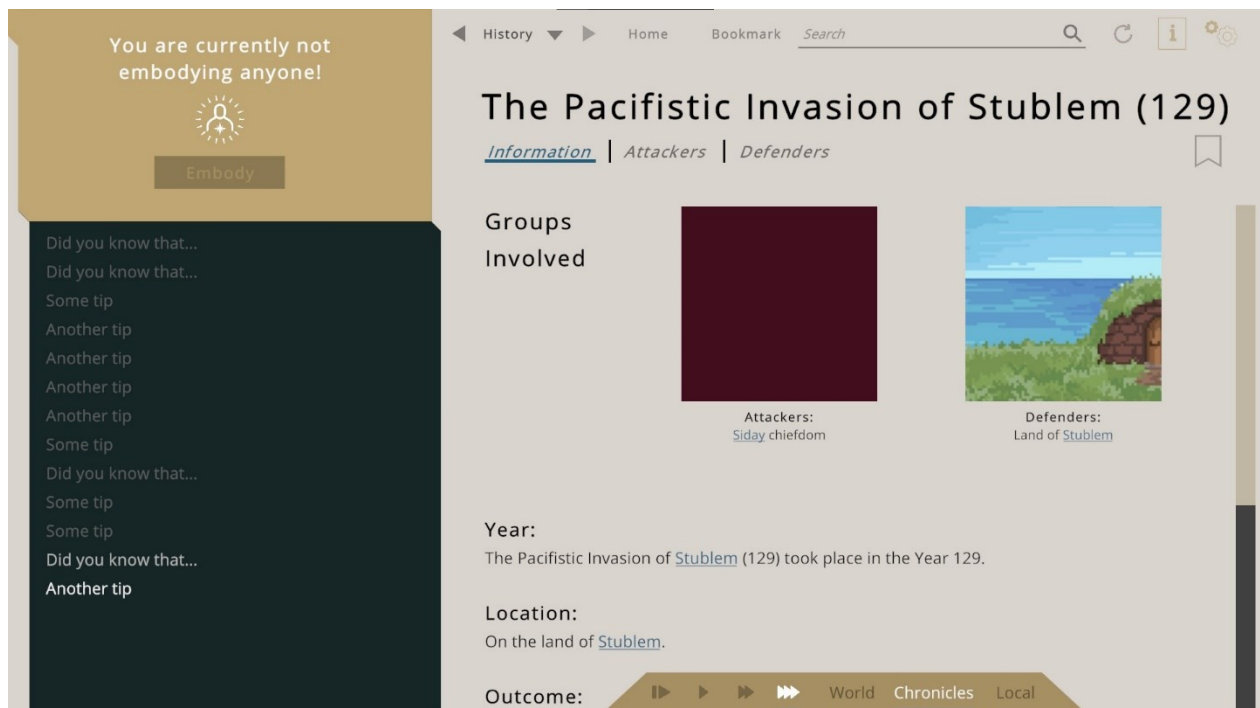 You are currently not
embodying anyone!
Embody
Did you know that...
Did you know that...
Some tip
Another tip
Another tip
Another tip
Another tip
Some tip
Did you know that...
Some tip
Some tip
Did you know that...
Another tip
History
Home
Bookmark
Search
i
The Pacifistic Invasion of Stublem (129)
Information | Attackers | Defenders
Groups
Involved
Attackers:
Siday chiefdom
Defenders:
Land of Stublem
Year:
The Pacifistic Invasion of Stublem (129) took place in the Year 129.
Location:
On the land of Stublem.
Outcome:
World
Chronicles
Local